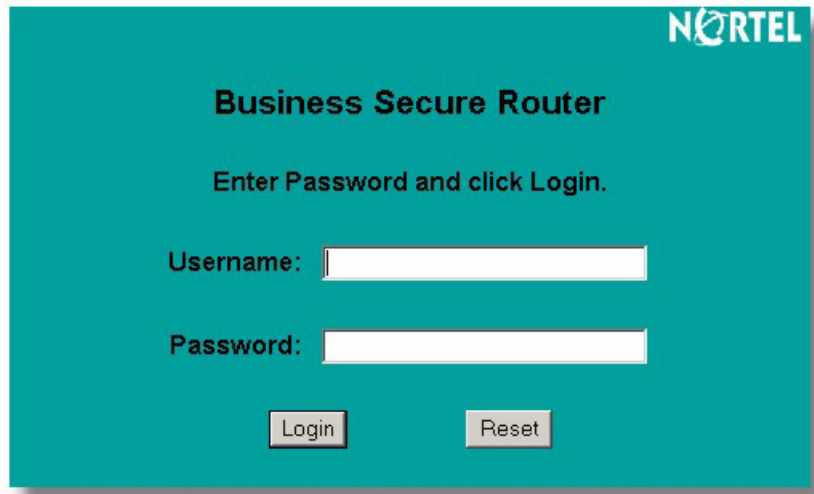 NORTEL
Business Secure Router
Enter Password and click Login.
Username:
Password:
Login Reset